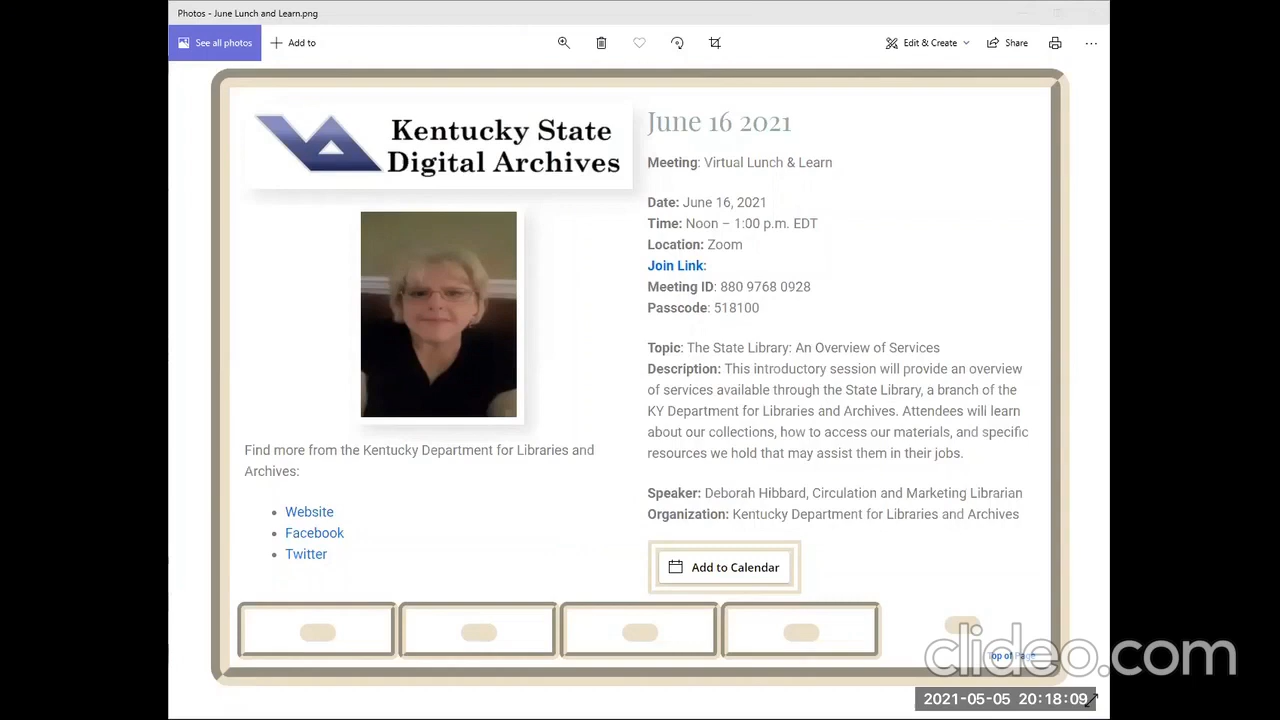 Photos - June Lunch and Learn.png
See all photos
Add to
Edit & Create
Share
Kentucky State
Digital Archives
Find more from the Kentucky Department for Libraries and
Archives:
Website
Facebook
Twitter
June 16 2021
Meeting: Virtual Lunch & Learn
Date: June 16, 2021
Time: Noon – 1:00 p.m. EDT
Location: Zoom
Join Link:
Meeting ID: 880 9768 0928
Passcode: 518100
Topic: The State Library: An Overview of Services
Description: This introductory session will provide an overview
of services available through the State Library, a branch of the
KY Department for Libraries and Archives. Attendees will learn
about our collections, how to access our materials, and specific
resources we hold that may assist them in their jobs.
Speaker: Deborah Hibbard, Circulation and Marketing Librarian
Organization: Kentucky Department for Libraries and Archives
Add to Calendar
Top of Page
clideo.com
2021-05-05 20:18:09